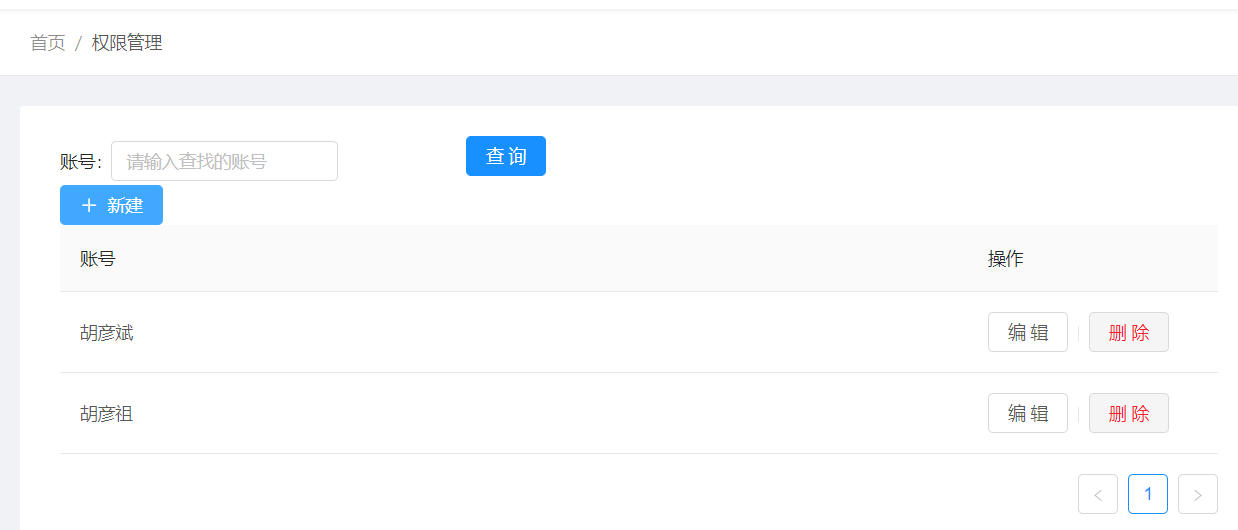 首页 / 权限管理
账号: 请输入查找的账号 查 询
+ 新建
账号 操作
胡彦斌 编 辑 删 除
胡彦祖 编 辑 删 除
< 1 >